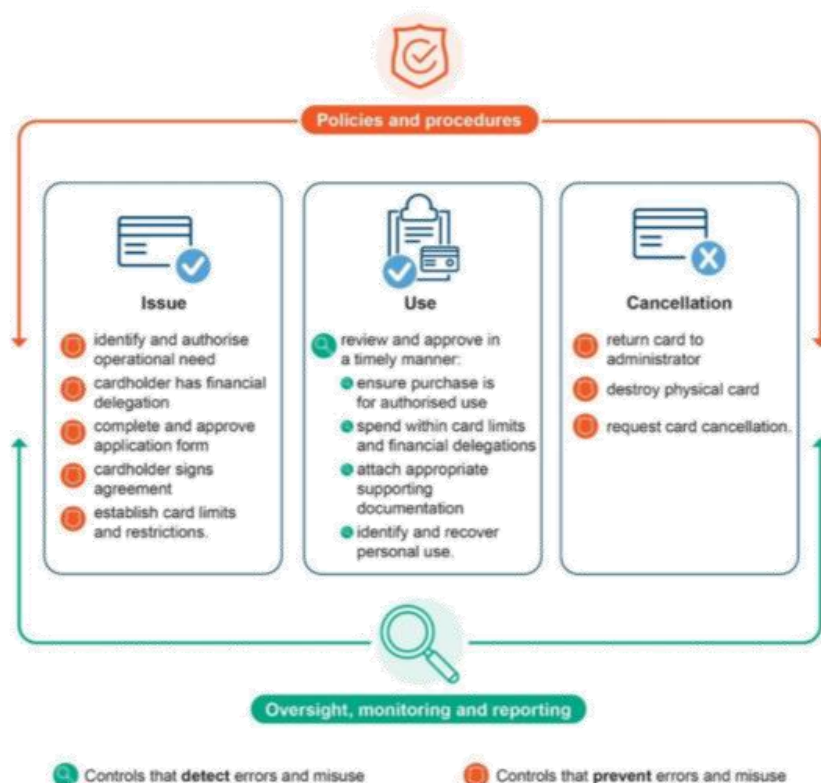 Policies and procedures
Issue
identify and authorise
operational need
cardholder has financial
delegation
complete and approve
application form
cardholder signs
agreement
establish card limits
and restrictions.
Use
review and approve in
a timely manner:
ensure purchase is
for authorised use
spend within card limits
and financial delegations
attach appropriate
supporting
documentation
identify and recover
personal use.
Cancellation
return card to
administrator
destroy physical card
request card cancellation.
Oversight, monitoring and reporting
Controls that detect errors and misuse
Controls that prevent errors and misuse